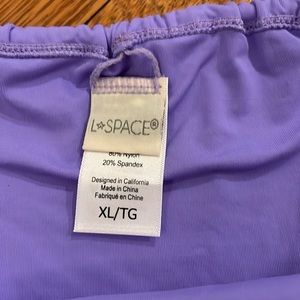 L★SPACE®
80% Nylon
20% Spandex
Designed in California
Made in China
Fabriqué en Chine
XL/TG